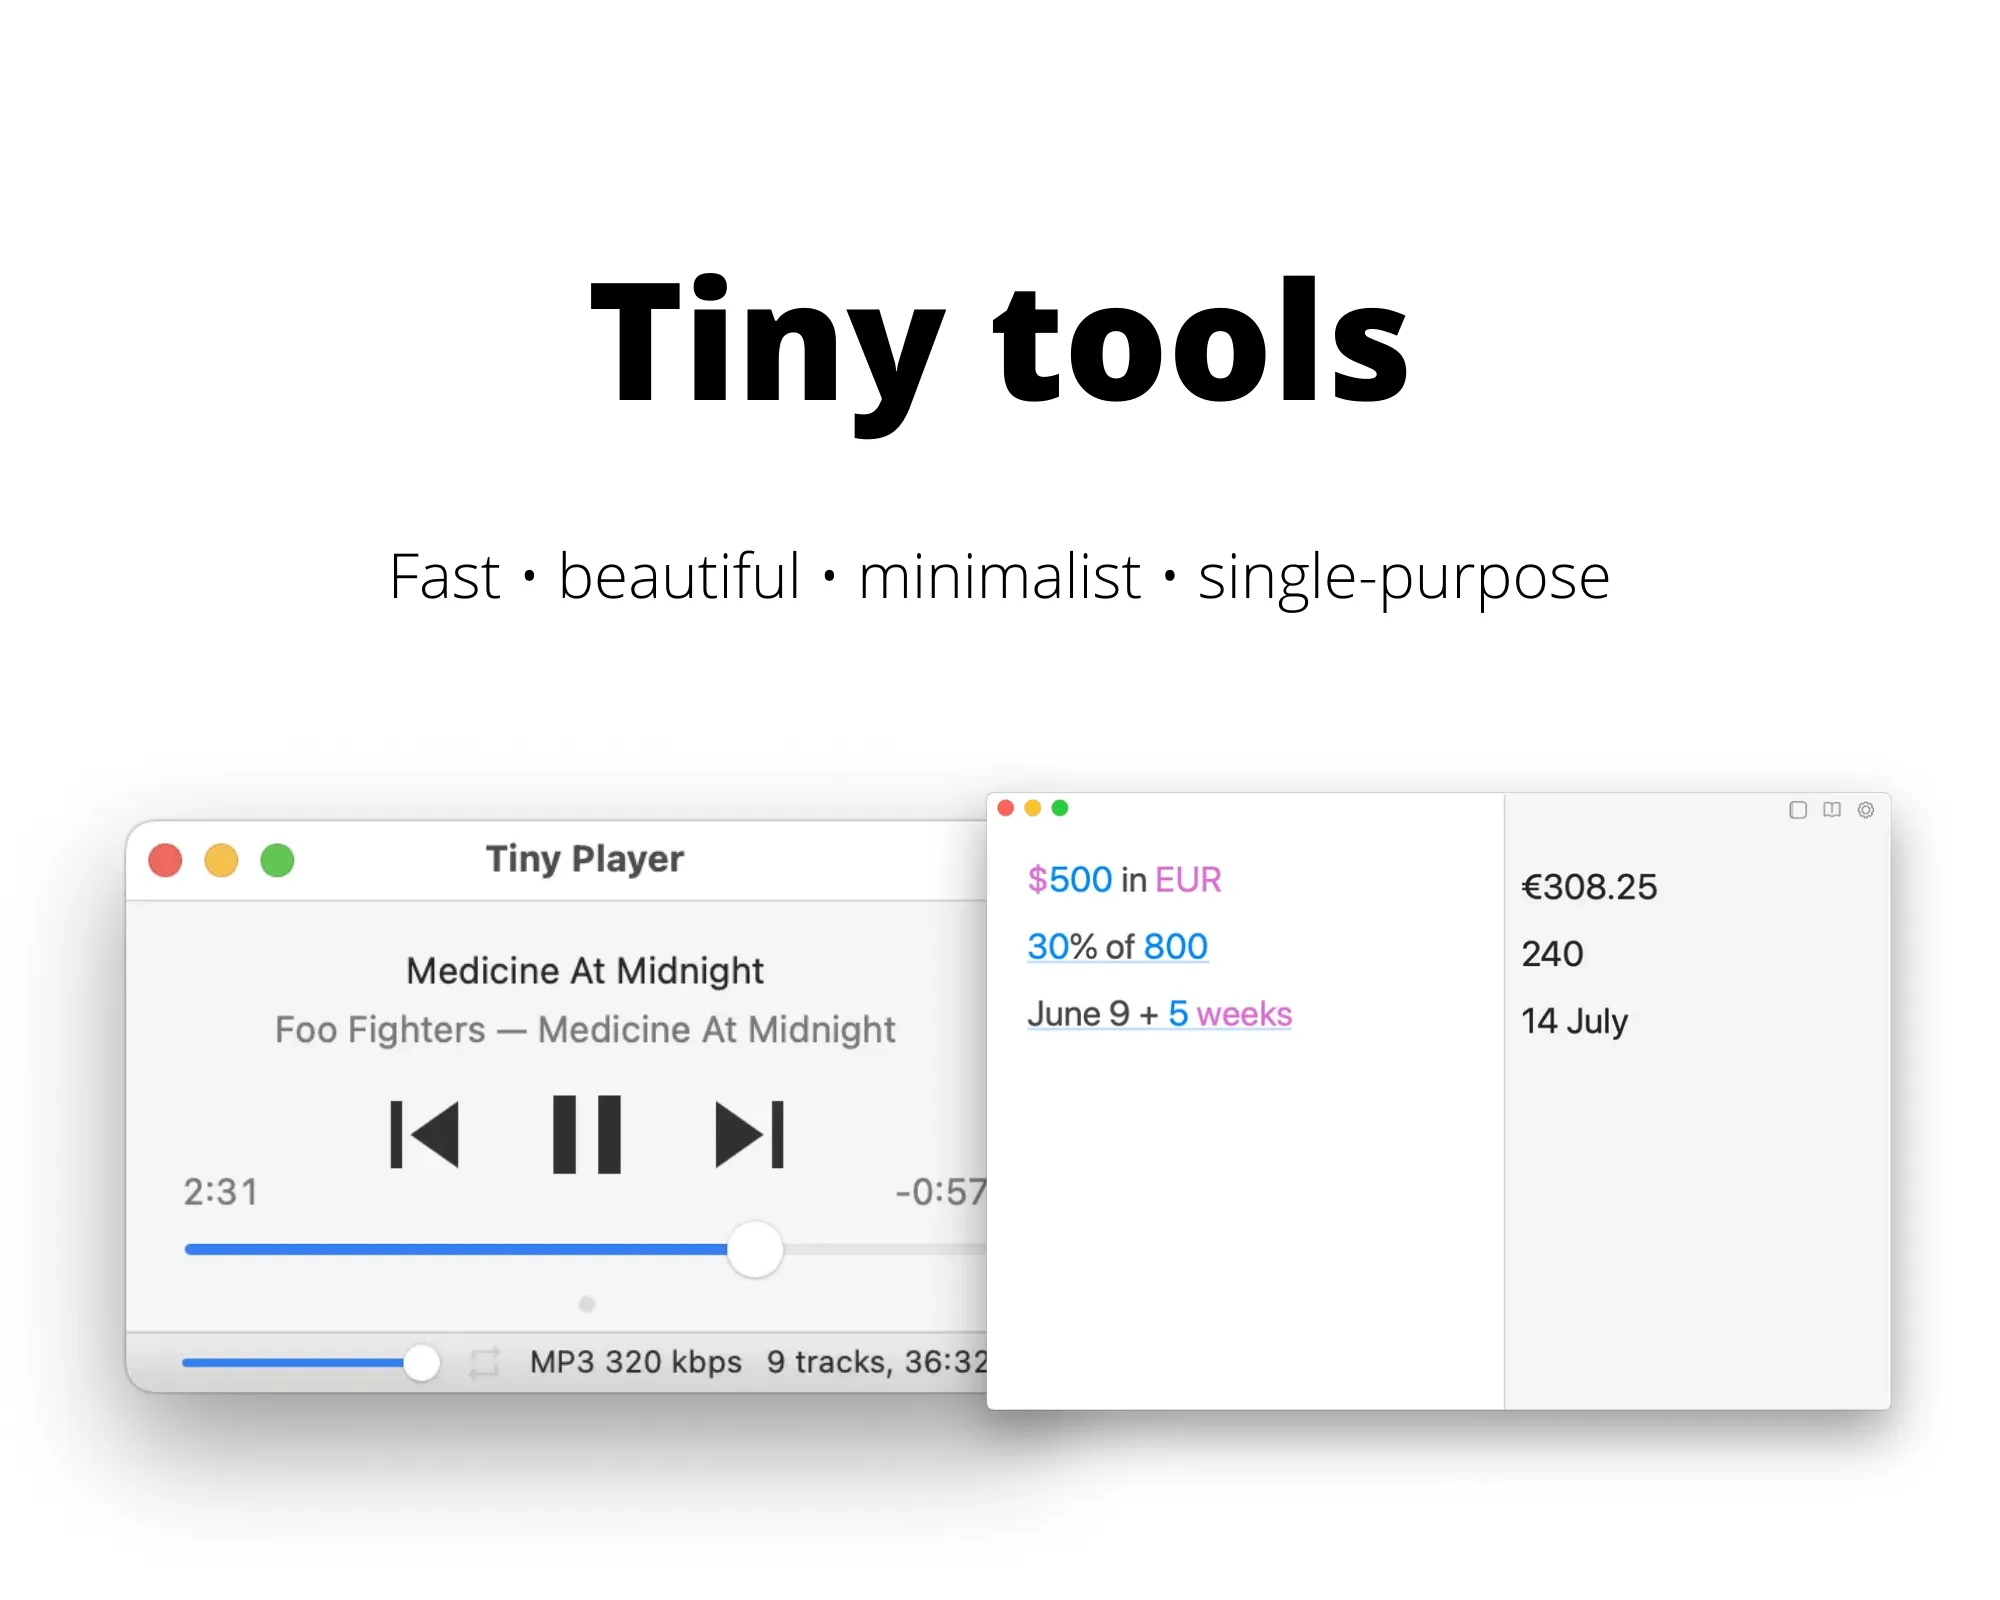 Tiny tools
Fast • beautiful • minimalist • single-purpose
Tiny Player
Medicine At Midnight
Foo Fighters — Medicine At Midnight
2:31
-0:57
MP3 320 kbps 9 tracks, 36:32
$500 in EUR
€308.25
30% of 800
240
June 9 + 5 weeks
14 July